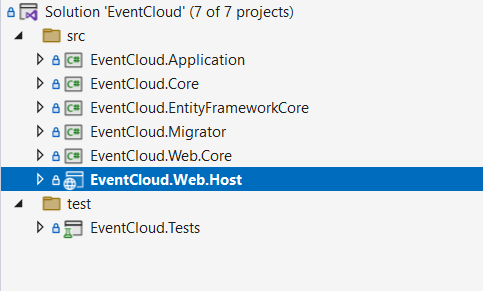 Solution 'EventCloud' (7 of 7 projects)
src
C# EventCloud.Application
C# EventCloud.Core
C# EventCloud.EntityFrameworkCore
C# EventCloud.Migrator
C# EventCloud.Web.Core
EventCloud.Web.Host
test
EventCloud.Tests